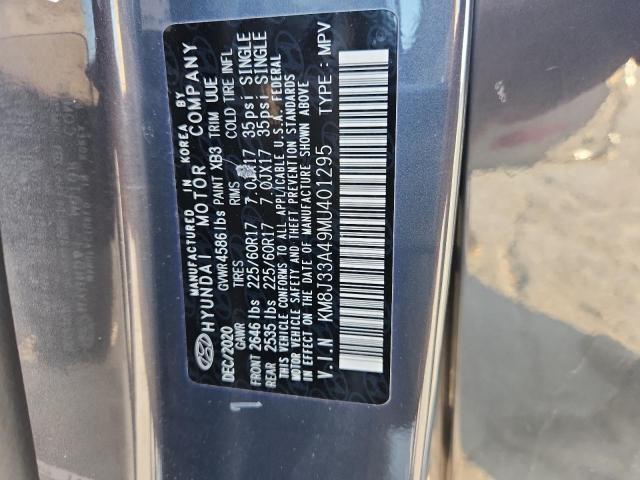 MANUFACTURED IN KOREA BY
HYUNDAI MOTOR COMPANY
DEC/2020 GVWR 4586 lbs PAINT XB3 TRIM UUE
GAWR TIRES RIMS COLD TIRE INFL
FRONT 2646 lbs 225/60R17 7.0JX17 35psi SINGLE
REAR 2535 lbs 225/60R17 7.0JX17 35psi SINGLE
THIS VEHICLE CONFORMS TO ALL APPLICABLE U.S.A. FEDERAL
MOTOR VEHICLE SAFETY AND THEFT PREVENTION STANDARDS
IN EFFECT ON THE DATE OF MANUFACTURE SHOWN ABOVE.
V.I.N KM8J33A49MU401295 TYPE : MPV
1